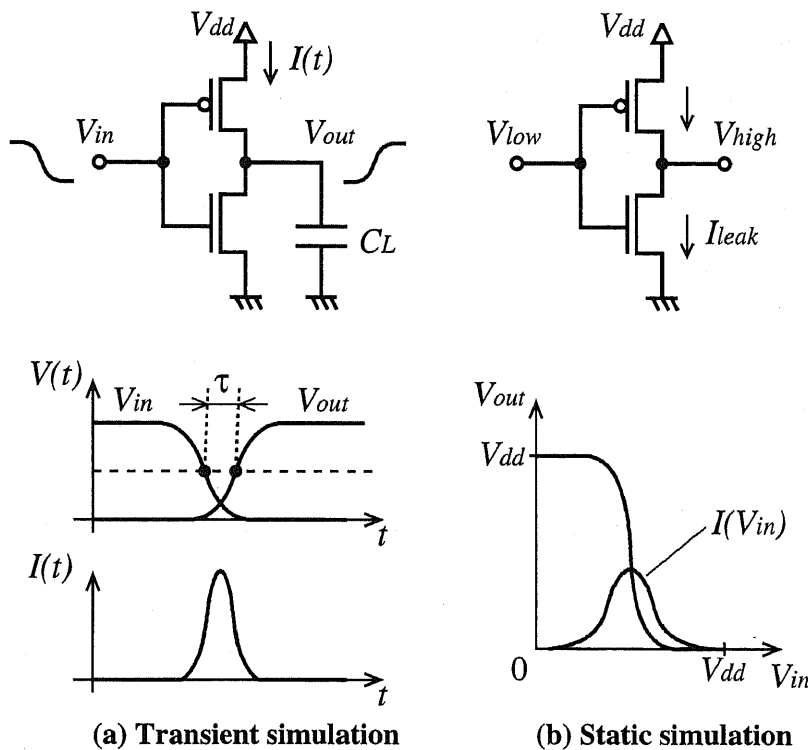 Vdd
I(t)
Vin
Vout
CL
Vdd
Vlow
Vhigh
Ileak
V(t)
Vin
τ
Vout
t
I(t)
t
(a) Transient simulation
Vout
Vdd
I(Vin)
0
Vdd
Vin
(b) Static simulation